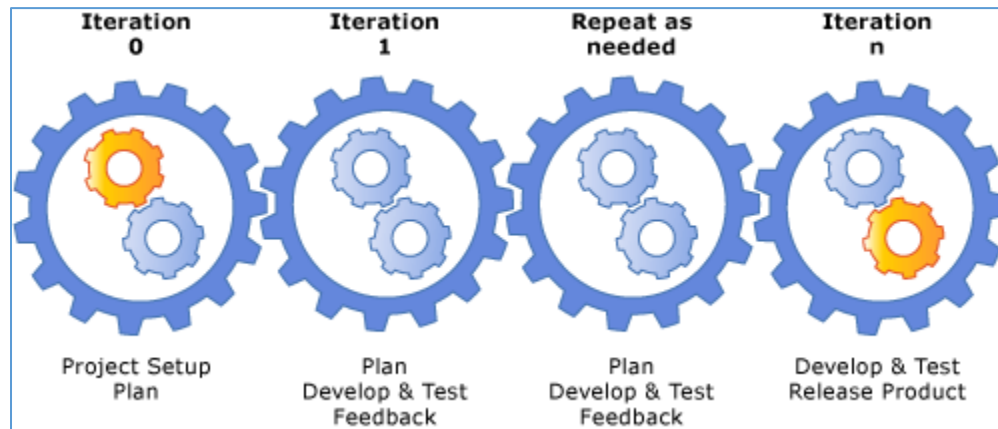 Iteration
0
Iteration
1
Repeat as
needed
Iteration
n
Project Setup
Plan
Plan
Develop & Test
Feedback
Plan
Develop & Test
Feedback
Develop & Test
Release Product